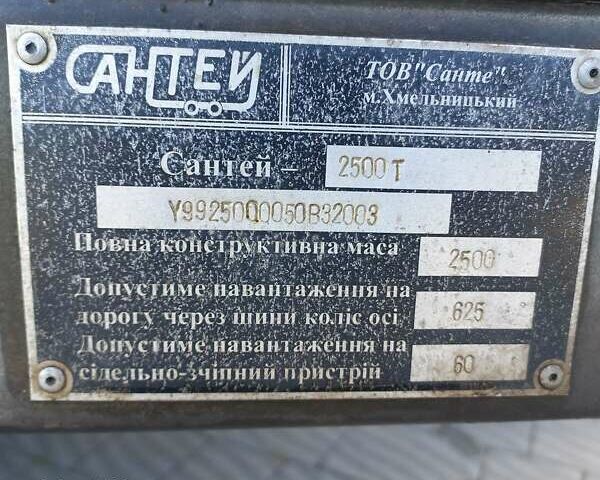 САНТЕЙ
ТОВ"Санте"
м.Хмельницький
Сантей – 2500T
Y99250Q0050B32003
Повна конструктивна маса 2500
Допустиме навантаження на
дорогу через шини коліс осі 625
Допустиме навантаження на
сідельно-зчіпний пристрій 60